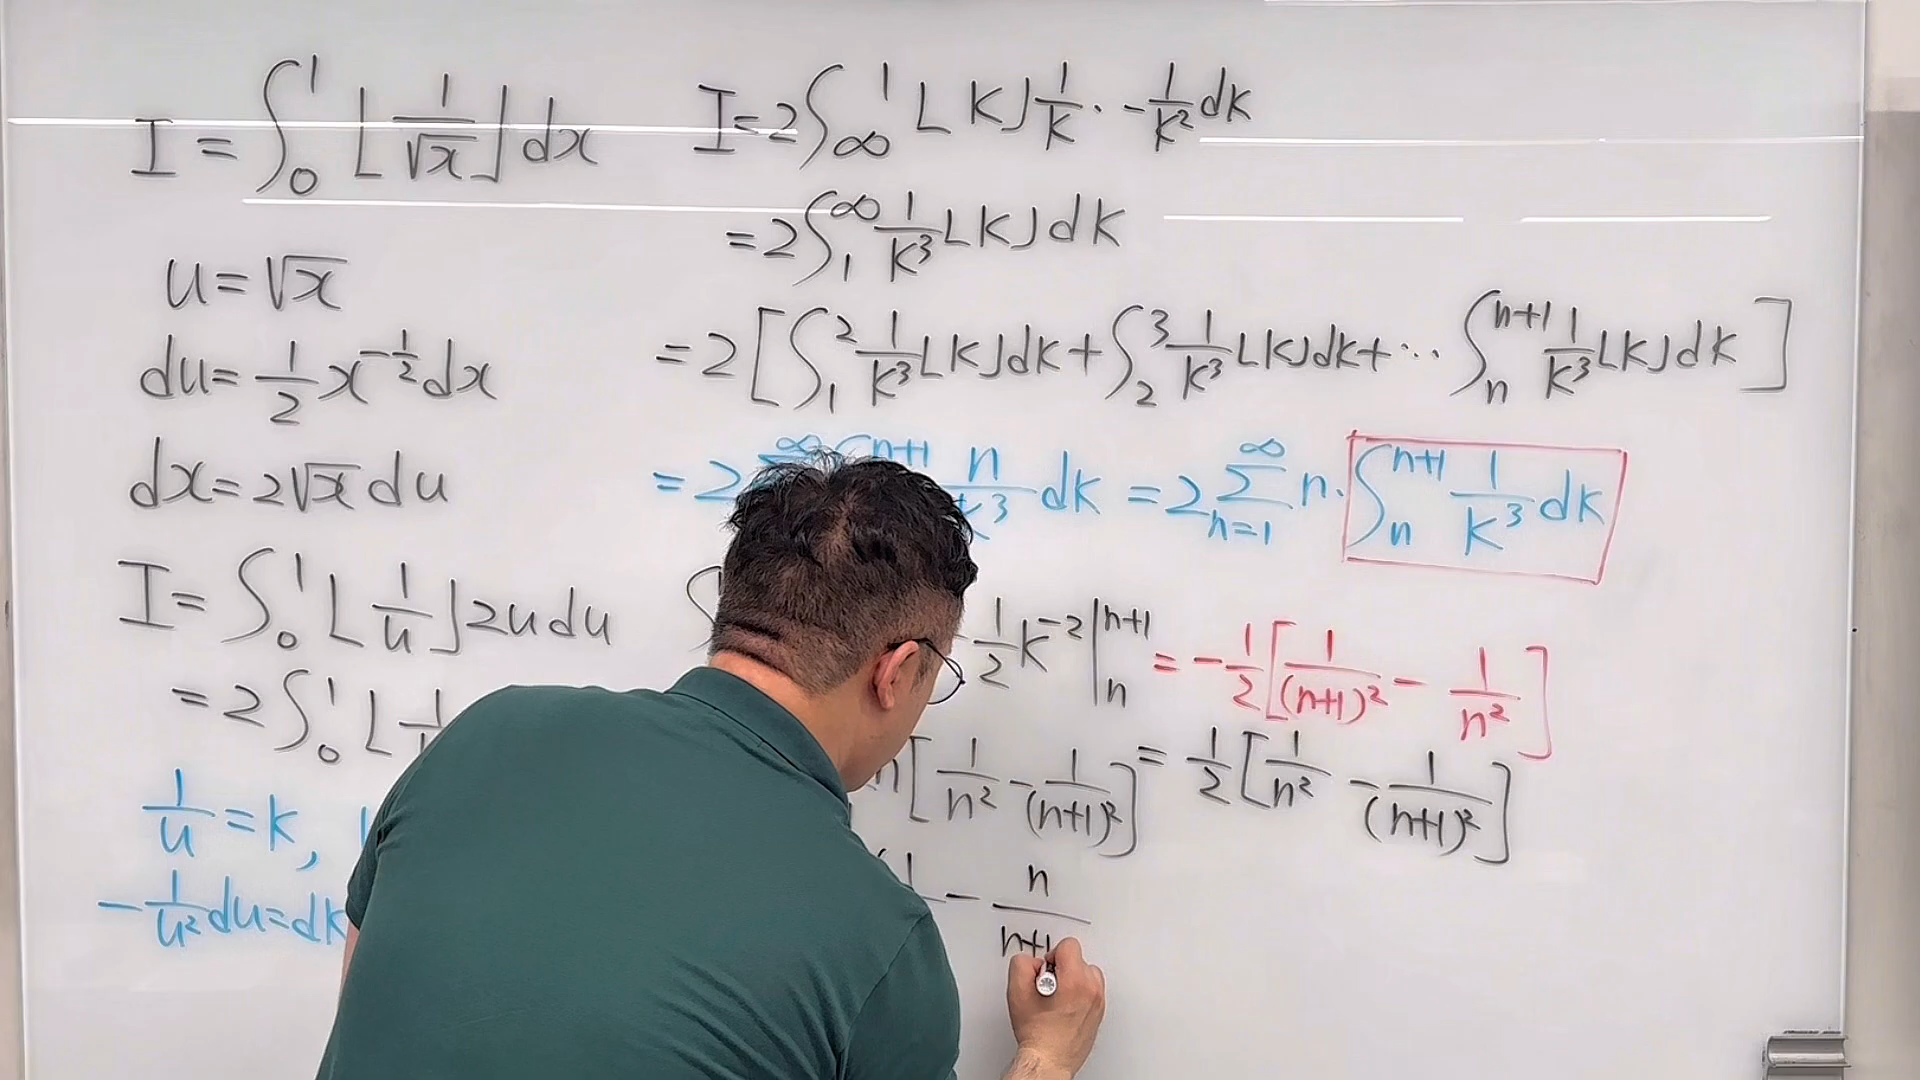 I = ∫₀¹ ⌊1/√x⌋ dx
u = √x
du = 1/2 x^(-1/2) dx
dx = 2√x du
I = ∫₀¹ ⌊1/u⌋ 2u du
= 2 ∫₀¹ ⌊1/
1/u = k,
-1/u² du = dk
I = 2 ∫_∞^1 ⌊k⌋ 1/k · -1/k² dk
= 2 ∫₁^∞ 1/k³ ⌊k⌋ dk
= 2 [ ∫₁² 1/k³ ⌊k⌋ dk + ∫₂³ 1/k³ ⌊k⌋ dk + ··· ∫_n^(n+1) 1/k³ ⌊k⌋ dk ]
= 2 ∞ ∫ n+1 n/k³ dk = 2 Σ_(n=1)^∞ n · ∫_n^(n+1) 1/k³ dk
∫ - 1/2 k^(-2) |_n^(n+1) = -1/2 [ 1/(n+1)² - 1/n² ]
n [ 1/n² - 1/(n+1)² ] = 1/2 [ 1/n² - 1/(n+1)² ]
1 - n/(n+1